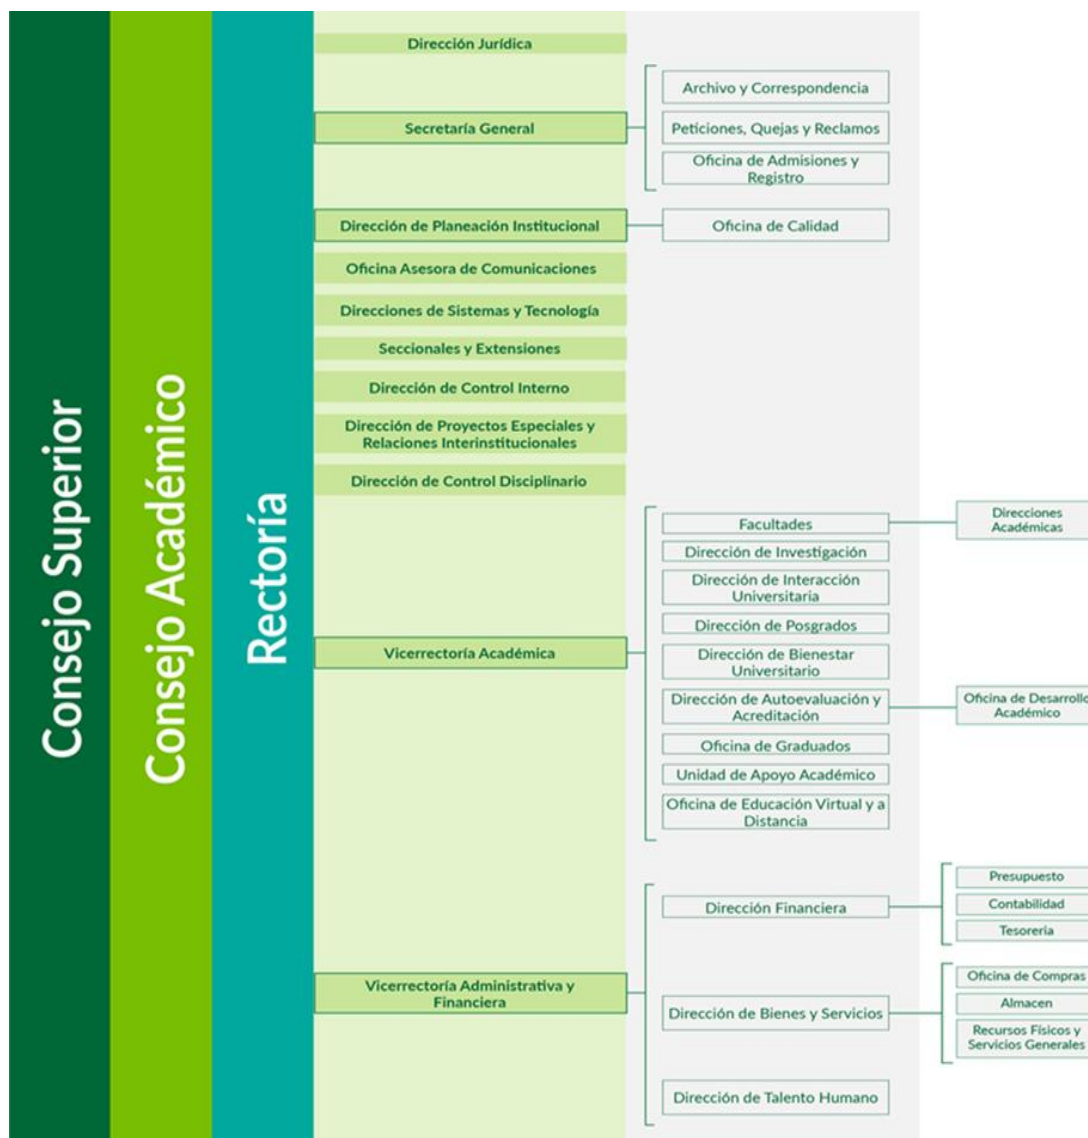 Consejo Superior
Consejo Académico
Rectoría
Dirección Jurídica
Secretaría General
Archivo y Correspondencia
Peticiones, Quejas y Reclamos
Oficina de Admisiones y
Registro
Dirección de Planeación Institucional
Oficina de Calidad
Oficina Asesora de Comunicaciones
Direcciones de Sistemas y Tecnología
Seccionales y Extensiones
Dirección de Control Interno
Dirección de Proyectos Especiales y
Relaciones Interinstitucionales
Dirección de Control Disciplinario
Vicerrectoría Académica
Facultades
Direcciones
Académicas
Dirección de Investigación
Dirección de Interacción
Universitaria
Dirección de Posgrados
Dirección de Bienestar
Universitario
Dirección de Autoevaluación y
Acreditación
Oficina de Desarrollo
Académico
Oficina de Graduados
Unidad de Apoyo Académico
Oficina de Educación Virtual y a
Distancia
Vicerrectoría Administrativa y
Financiera
Dirección Financiera
Presupuesto
Contabilidad
Tesoreria
Dirección de Bienes y Servicios
Oficina de Compras
Almacen
Recursos Físicos y
Servicios Generales
Dirección de Talento Humano